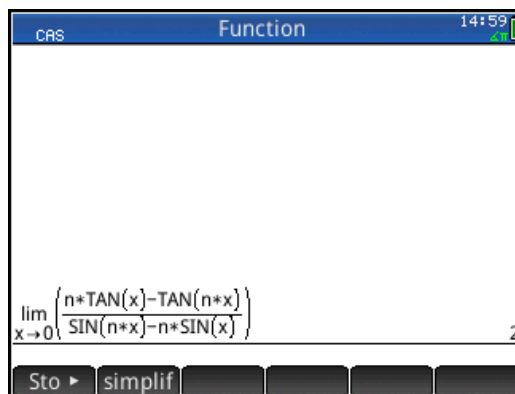 CAS Function 14:59
∡π
lim x→0 (n*TAN(x)-TAN(n*x) / SIN(n*x)-n*SIN(x)) 2
Sto ► simplif